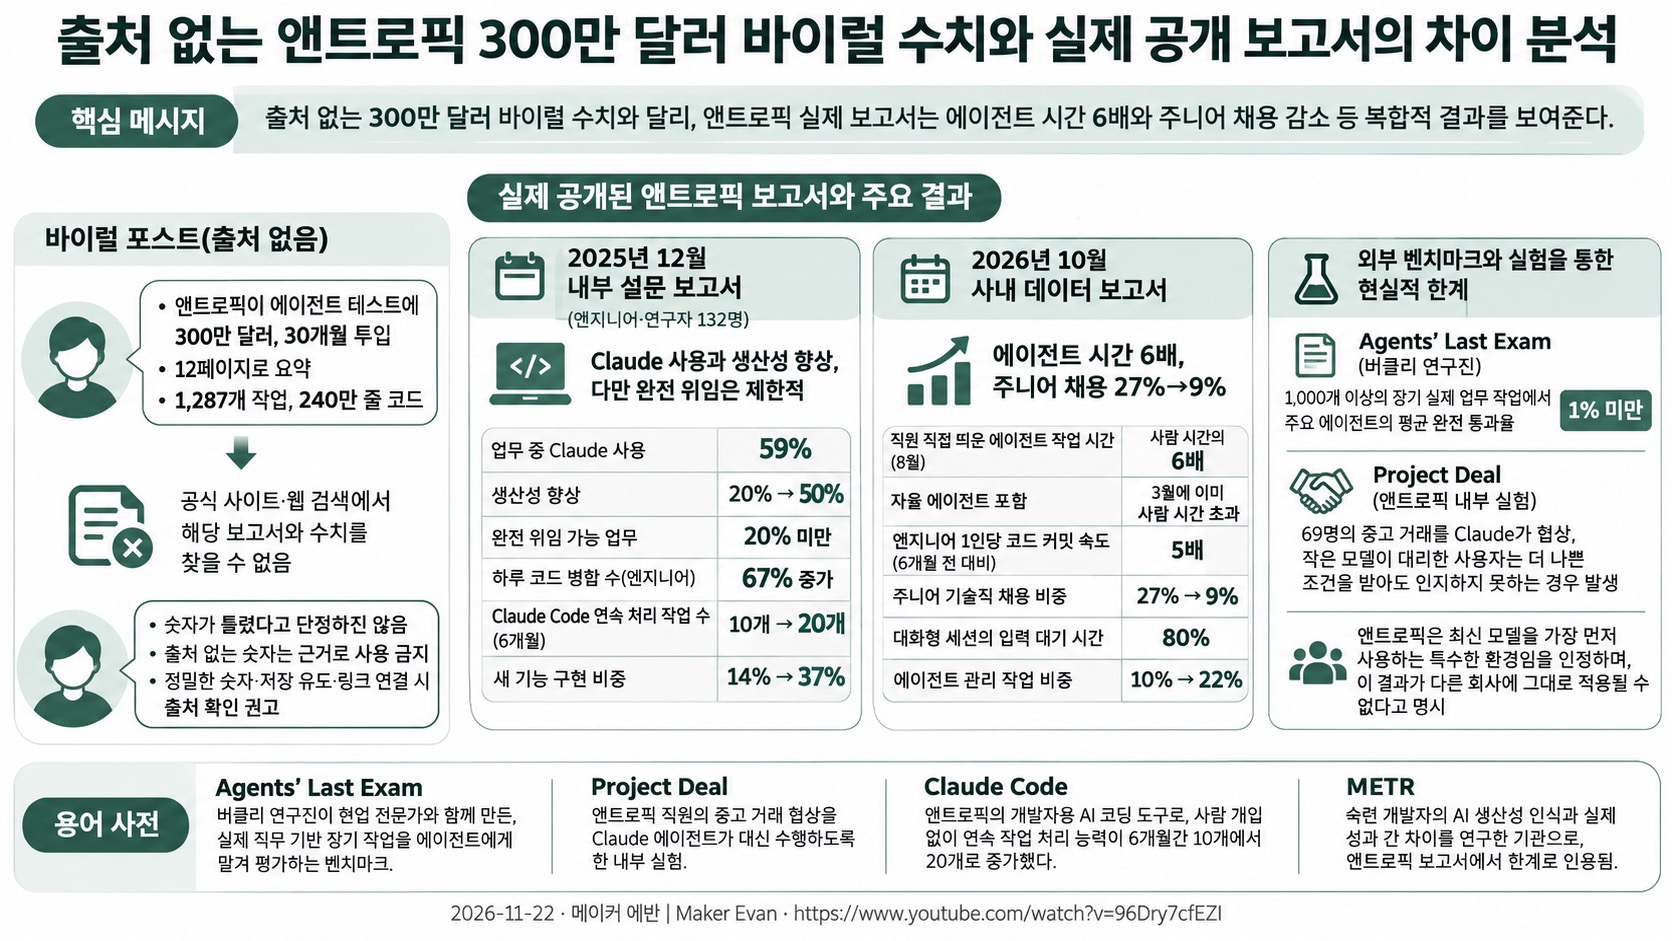 출처 없는 앤트로픽 300만 달러 바이럴 수치와 실제 공개 보고서의 차이 분석
핵심 메시지
출처 없는 300만 달러 바이럴 수치와 달리, 앤트로픽 실제 보고서는 에이전트 시간 6배와 주니어 채용 감소 등 복합적 결과를 보여준다.
바이럴 포스트(출처 없음)
• 앤트로픽이 에이전트 테스트에
300만 달러, 30개월 투입
• 12페이지로 요약
• 1,287개 작업, 240만 줄 코드
공식 사이트·웹 검색에서
해당 보고서와 수치를
찾을 수 없음
• 숫자가 틀렸다고 단정하진 않음
• 출처 없는 숫자는 근거로 사용 금지
• 정밀한 숫자·저장 유도·링크 연결 시
출처 확인 권고
실제 공개된 앤트로픽 보고서와 주요 결과
2025년 12월
내부 설문 보고서
(앤지니어·연구자 132명)
</> Claude 사용과 생산성 향상,
다만 완전 위임은 제한적
업무 중 Claude 사용 59%
생산성 향상 20% → 50%
완전 위임 가능 업무 20% 미만
하루 코드 병합 수(엔지니어) 67% 증가
Claude Code 연속 처리 작업 수
(6개월) 10개 → 20개
새 기능 구현 비중 14% → 37%
2026년 10월
사내 데이터 보고서
에이전트 시간 6배,
주니어 채용 27%→9%
직원 직접 띄운 에이전트 작업 시간
(8월)
사람 시간의
6배
자율 에이전트 포함
3월에 이미
사람 시간 초과
앤지니어 1인당 코드 커밋 속도
(6개월 전 대비)
5배
주니어 기술직 채용 비중 27% → 9%
대화형 세션의 입력 대기 시간 80%
에이전트 관리 작업 비중 10% → 22%
외부 벤치마크와 실험을 통한
현실적 한계
Agents’ Last Exam
(버클리 연구진)
1,000개 이상의 장기 실제 업무 작업에서
주요 에이전트의 평균 완전 통과율
1% 미만
Project Deal
(앤트로픽 내부 실험)
69명의 중고 거래를 Claude가 협상,
작은 모델이 대리한 사용자는 더 나쁜
조건을 받아도 인지하지 못하는 경우 발생
앤트로픽은 최신 모델을 가장 먼저
사용하는 특수한 환경임을 인정하며,
이 결과가 다른 회사에 그대로 적용될 수
없다고 명시
용어 사전
Agents’ Last Exam
버클리 연구진이 현업 전문가와 함께 만든,
실제 직무 기반 장기 작업을 에이전트에게
맡겨 평가하는 벤치마크.
Project Deal
앤트로픽 직원의 중고 거래 협상을
Claude 에이전트가 대신 수행하도록
한 내부 실험.
Claude Code
앤트로픽의 개발자용 AI 코딩 도구로, 사람 개입
없이 연속 작업 처리 능력이 6개월간 10개에서
20개로 증가했다.
METR
숙련 개발자의 AI 생산성 인식과 실제
성과 간 차이를 연구한 기관으로,
앤트로픽 보고서에서 한계로 인용됨.
2026-11-22 · 메이커 에반 | Maker Evan · https://www.youtube.com/watch?v=96Dry7cfEZI